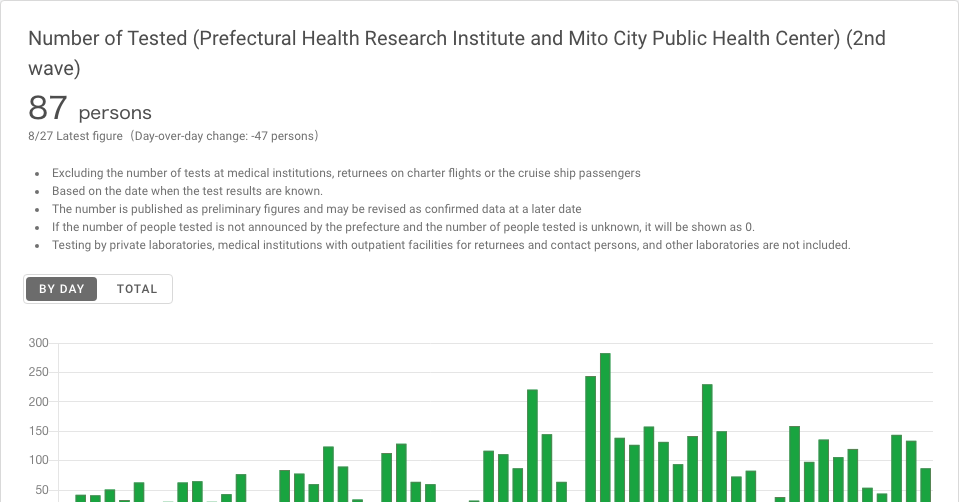 Number of Tested (Prefectural Health Research Institute and Mito City Public Health Center) (2nd
wave)
87 persons
8/27 Latest figure（Day-over-day change: -47 persons）
• Excluding the number of tests at medical institutions, returnees on charter flights or the cruise ship passengers
• Based on the date when the test results are known.
• The number is published as preliminary figures and may be revised as confirmed data at a later date
• If the number of people tested is not announced by the prefecture and the number of people tested is unknown, it will be shown as 0.
• Testing by private laboratories, medical institutions with outpatient facilities for returnees and contact persons, and other laboratories are not included.
BY DAY TOTAL
300
250
200
150
100
50